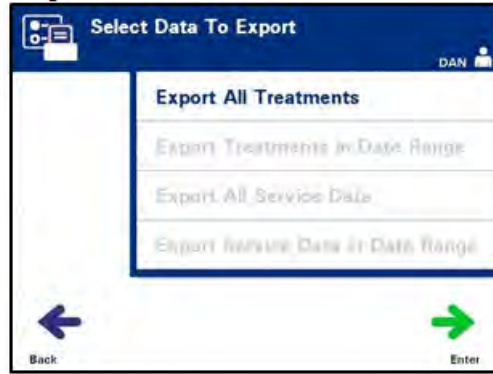 Select Data To Export
DAN
Export All Treatments
Export Treatments in Date Range
Export All Service Data
Export Service Data in Date Range
Back
Enter